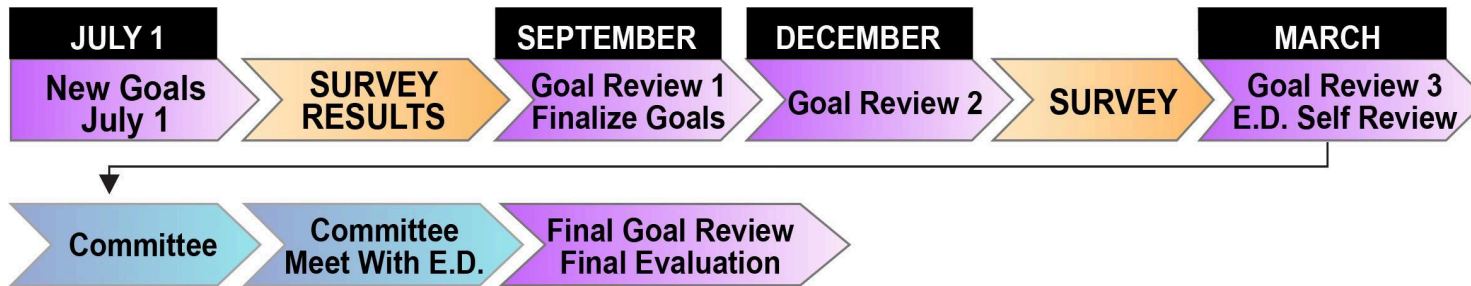 JULY 1
New Goals
July 1
SURVEY
RESULTS
SEPTEMBER
Goal Review 1
Finalize Goals
DECEMBER
Goal Review 2
SURVEY
MARCH
Goal Review 3
E.D. Self Review
Committee
Committee
Meet With E.D.
Final Goal Review
Final Evaluation